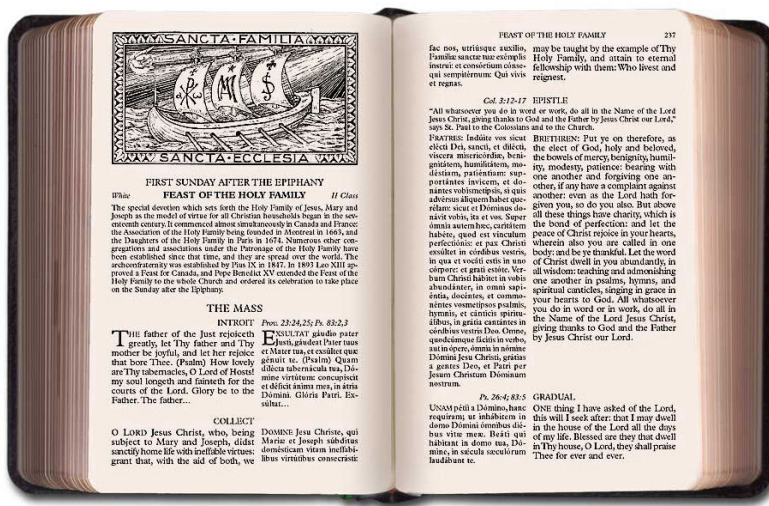 SANCTA FAMILIA
SANCTA ECCLESIA
FIRST SUNDAY AFTER THE EPIPHANY
White FEAST OF THE HOLY FAMILY II Class
The special devotion which sets forth the Holy Family of Jesus, Mary and
Joseph as the model of virtue for all Christian households began in the sev-
enteenth century. It commenced almost simultaneously in Canada and France:
the Association of the Holy Family being founded in Montreal in 1663, and
the Daughters of the Holy Family in Paris in 1674. Numerous other con-
gregations and associations under the Patronage of the Holy Family have
been established since that time, and they are spread over the world. The
archconfraternity was established by Pius IX in 1847. In 1893 Leo XIII ap-
proved a Feast for Canada, and Pope Benedict XV extended the Feast of the
Holy Family to the whole Church and ordered its celebration to take place
on the Sunday after the Epiphany.
THE MASS
INTROIT Prov. 23:24,25; Ps. 83:2,3
THE father of the Just rejoiceth
greatly, let Thy father and Thy
mother be joyful, and let her rejoice
that bore Thee. (Psalm) How lovely
are Thy tabernacles, O Lord of Hosts!
my soul longeth and fainteth for the
courts of the Lord. Glory be to the
Father. The father...
EXSULTAT gáudio pater
Justi, gáudeat Pater tuus
et Mater tua, et exsúltet quæ
génuit te. (Psalm) Quam
dilécta tabernácula tua, Dó-
mine virtútum: concupíscit
et déficit ánima mea, in átria
Dómini. Glória Patri. Ex-
súltat...
COLLECT
O LORD Jesus Christ, who, being
subject to Mary and Joseph, didst
sanctify home life with ineffable virtues:
grant that, with the aid of both, we
DOMINE Jesu Christe, qui
Maríæ et Joseph súbditus
domésticam vitam ineffabí-
libus virtútibus consecrásti:
FEAST OF THE HOLY FAMILY 237
fac nos, utriúsque auxílio,
Famíliæ sanctæ tuæ exémplis
ínstrui: et consórtium cónse-
qui sempitérnum: Qui vivis
et regnas.
may be taught by the example of Thy
Holy Family, and attain to eternal
fellowship with them: Who livest and
reignest.
Col. 3:12-17 EPISTLE
“All whatsoever you do in word or work, do all in the Name of the Lord
Jesus Christ, giving thanks to God and the Father by Jesus Christ our Lord,”
says St. Paul to the Colossians and to the Church.
FRATRES: Indúite vos sicut
elécti Dei, sancti, et dilécti,
víscera misericórdiæ, beni-
gnitátem, humilitátem, mo-
déstiam, patiéntiam: sup-
portántes ínvicem, et do-
nántes vobismetípsis, si quis
advérsus áliquem habet que-
rélam: sicut et Dóminus do-
návit vobis, ita et vos. Super
ómnia autem hæc, caritátem
habéte, quod est vínculum
perfectiónis: et pax Christi
exsúltet in córdibus vestris,
in qua et vocáti estis in uno
córpore: et grati estóte. Ver-
bum Christi hábitet in vobis
abundánter, in omni sapi-
éntia, docéntes, et commo-
néntes vosmetípsos psalmis,
hymnis, et cánticis spirituá-
álibus, in grátia cantántes in
córdibus vestris Deo. Omne,
quodcúmque fácitis in verbo,
aut in ópere, ómnia in nómine
Dómini Jesu Christi, grátias
a gentes Deo, et Patri per
Jesum Christum Dóminum
nostrum.
BRETHREN: Put ye on therefore, as
the elect of God, holy and beloved,
the bowels of mercy, benignity, humil-
ity, modesty, patience: bearing with
one another and forgiving one an-
other, if any have a complaint against
another: even as the Lord hath for-
given you, so do you also. But above
all these things have charity, which is
the bond of perfection: and let the
peace of Christ rejoice in your hearts,
wherein also you are called in one
body: and be ye thankful. Let the word
of Christ dwell in you abundantly, in
all wisdom: teaching and admonishing
one another in psalms, hymns, and
spiritual canticles, singing in grace in
your hearts to God. All whatsoever
you do in word or in work, do all in
the Name of the Lord Jesus Christ,
giving thanks to God and the Father
by Jesus Christ our Lord.
Ps. 26:4; 83:5 GRADUAL
UNAM pétii a Dómino, hanc
requíram; ut inhábitem in
domo Dómini ómnibus dié-
bus vitæ meæ. Beáti qui
hábitant in domo tua, Dó-
mine, in sǽcula sæculórum
laudábunt te.
ONE thing I have asked of the Lord,
this will I seek after: that I may dwell
in the house of the Lord all the days
of my life. Blessed are they that dwell
in Thy house, O Lord, they shall praise
Thee for ever and ever.